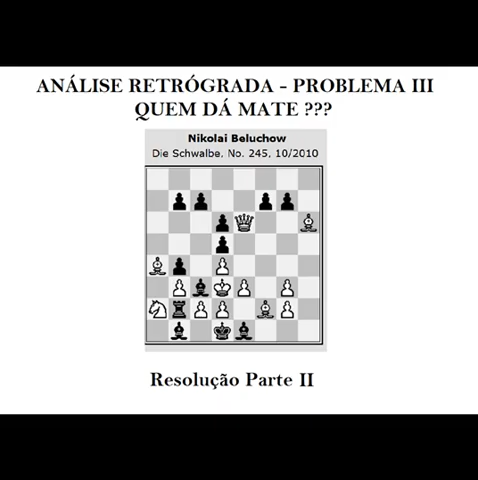 ANÁLISE RETRÓGRADA - PROBLEMA III
QUEM DÁ MATE ???
Nikolai Beluchow
Die Schwalbe, No. 245, 10/2010
Resolução Parte II